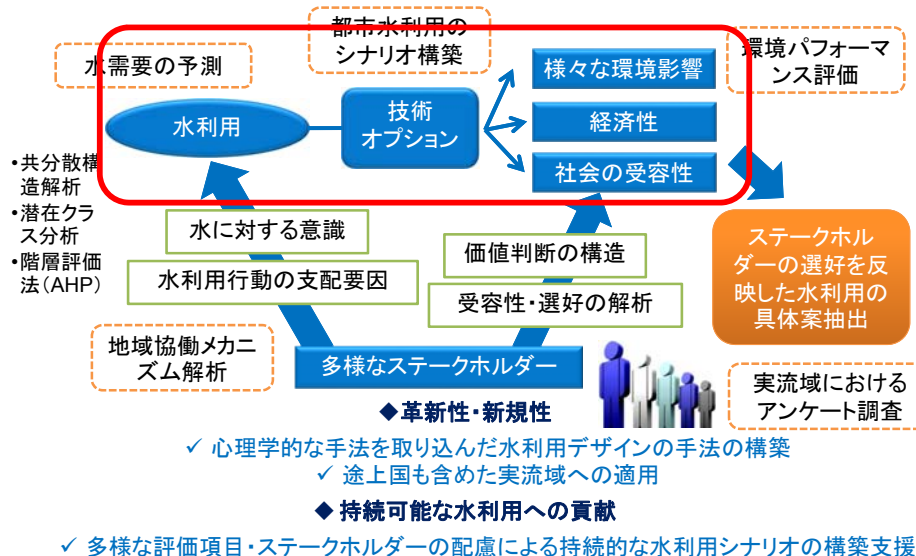 都市水利用の
シナリオ構築
水需要の予測
環境パフォーマ
ンス評価
様々な環境影響
水利用
技術
オプション
経済性
社会の受容性
•共分散構
造解析
•潜在クラ
ス分析
•階層評価
法(AHP)
水に対する意識
水利用行動の支配要因
価値判断の構造
受容性・選好の解析
ステークホル
ダーの選好を反
映した水利用の
具体案抽出
地域協働メカニ
ズム解析
多様なステークホルダー
実流域における
アンケート調査
◆革新性・新規性
✓ 心理学的な手法を取り込んだ水利用デザインの手法の構築
✓ 途上国も含めた実流域への適用
◆ 持続可能な水利用への貢献
✓ 多様な評価項目・ステークホルダーの配慮による持続的な水利用シナリオの構築支援